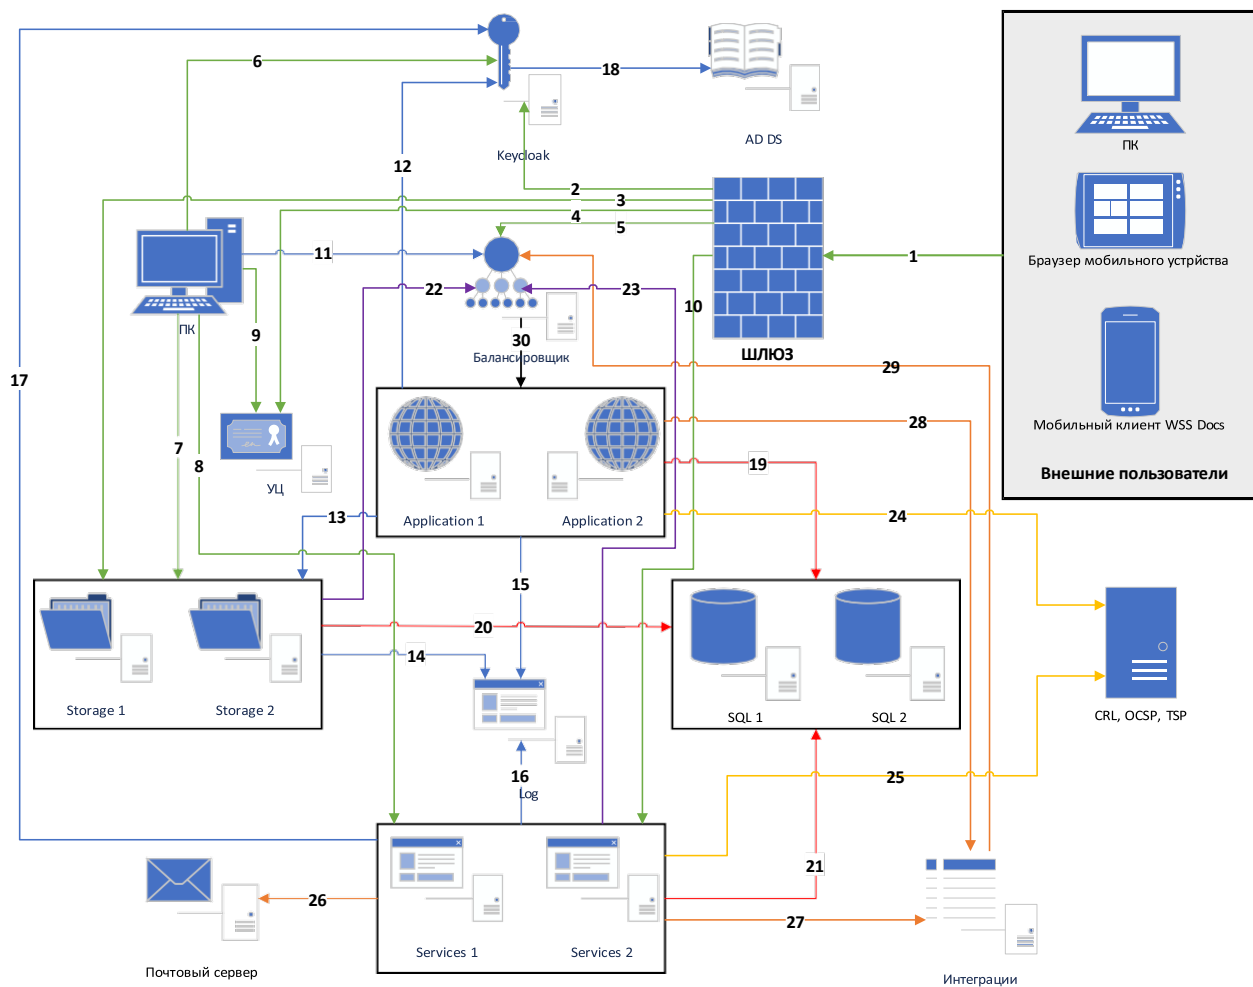 6
18
Keycloak
AD DS
ПК
12
2
3
4
5
11
1
Браузер мобильного устрйства
22
23
10
ПК
9
30
Балансировщик
ШЛЮЗ
17
29
28
Мобильный клиент WSS Docs
7
8
19
Внешние пользователи
УЦ
13
Application 1
Application 2
24
15
20
14
Storage 1
Storage 2
SQL 1
SQL 2
CRL, OCSP, TSP
16
Log
25
21
26
27
Services 1
Services 2
Почтовый сервер
Интеграции